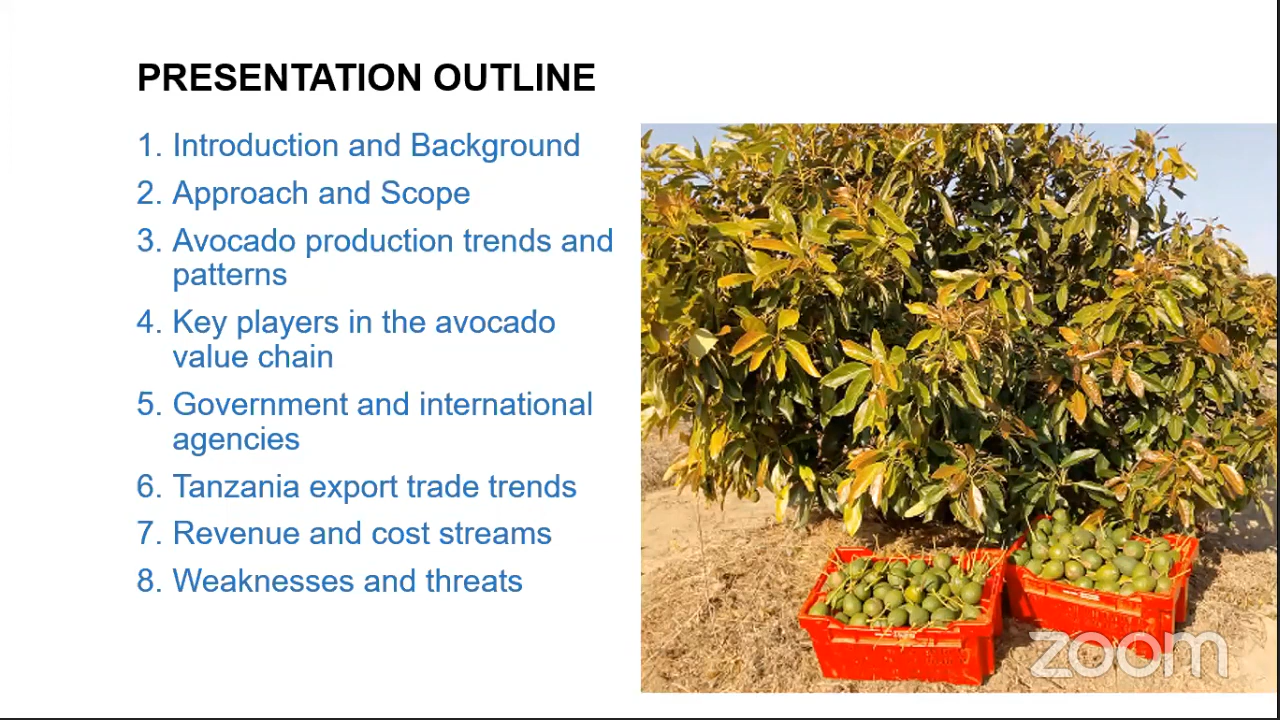 PRESENTATION OUTLINE
1. Introduction and Background
2. Approach and Scope
3. Avocado production trends and
patterns
4. Key players in the avocado
value chain
5. Government and international
agencies
6. Tanzania export trade trends
7. Revenue and cost streams
8. Weaknesses and threats
zoom